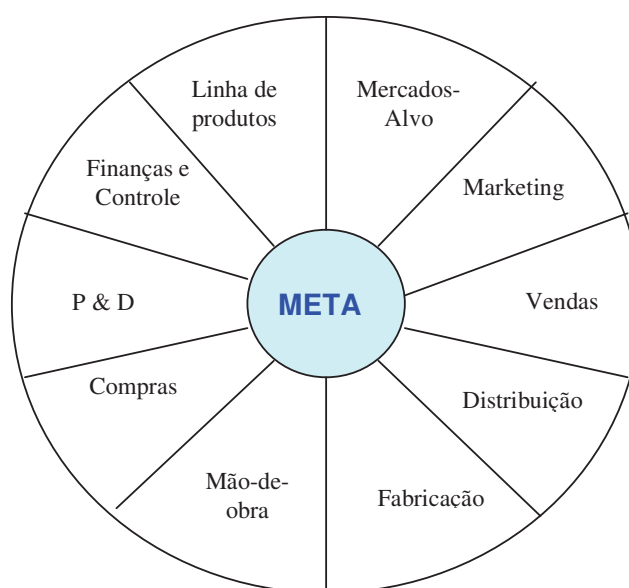 Linha de
produtos
Mercados-
Alvo
Finanças e
Controle
Marketing
P & D
META
Vendas
Compras
Distribuição
Mão-de-
obra
Fabricação